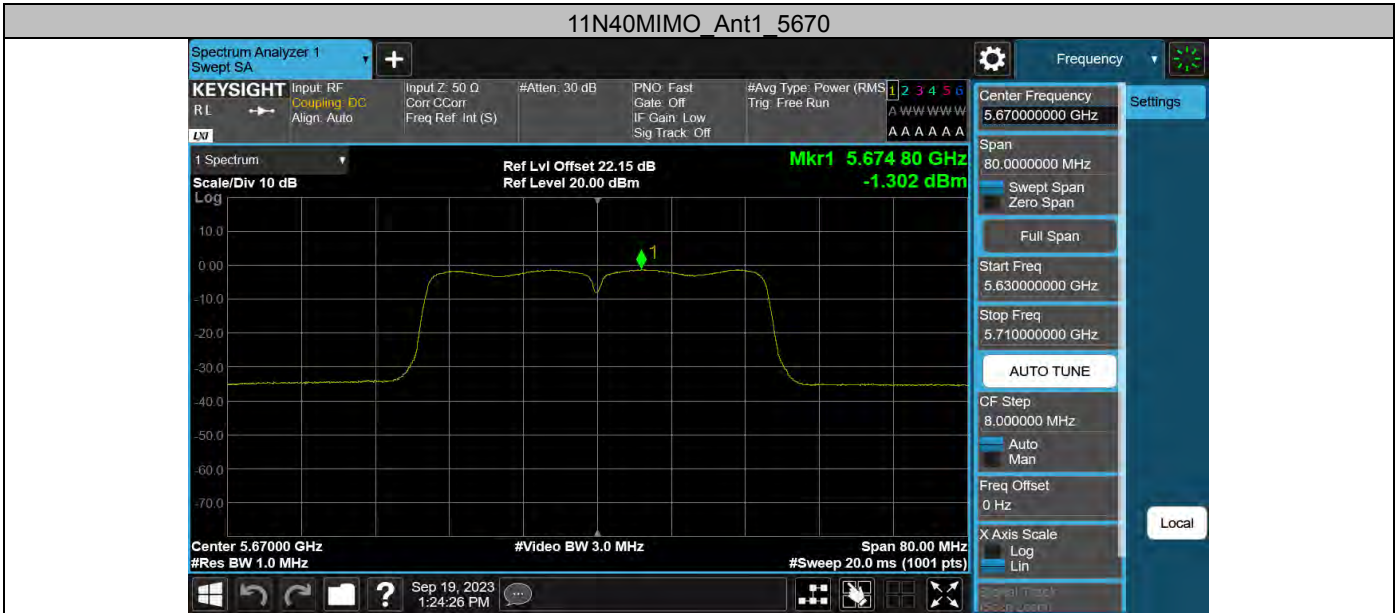 11N40MIMO_Ant1_5670
Spectrum Analyzer 1
Swept SA
Frequency
KEYSIGHT
RL
LXI
Input: RF
Coupling: DC
Align: Auto
Input Z: 50 Ω
Corr CCorr
Freq Ref: Int (S)
#Atten: 30 dB
PNO: Fast
Gate: Off
IF Gain: Low
Sig Track: Off
#Avg Type: Power (RMS
Trig: Free Run
1 2 3 4 5 6
A W W W W W
A A A A A A
1 Spectrum
Scale/Div 10 dB
Log
Ref Lvl Offset 22.15 dB
Ref Level 20.00 dBm
Mkr1 5.674 80 GHz
-1.302 dBm
1
10.0
0.00
-10.0
-20.0
-30.0
-40.0
-50.0
-60.0
-70.0
Center 5.67000 GHz
#Res BW 1.0 MHz
#Video BW 3.0 MHz
Span 80.00 MHz
#Sweep 20.0 ms (1001 pts)
Center Frequency
5.670000000 GHz
Settings
Span
80.0000000 MHz
Swept Span
Zero Span
Full Span
Start Freq
5.630000000 GHz
Stop Freq
5.710000000 GHz
AUTO TUNE
CF Step
8.000000 MHz
Auto
Man
Freq Offset
0 Hz
X Axis Scale
Log
Lin
Signal Track
(Span Zoom)
Local
?
Sep 19, 2023
1:24:26 PM